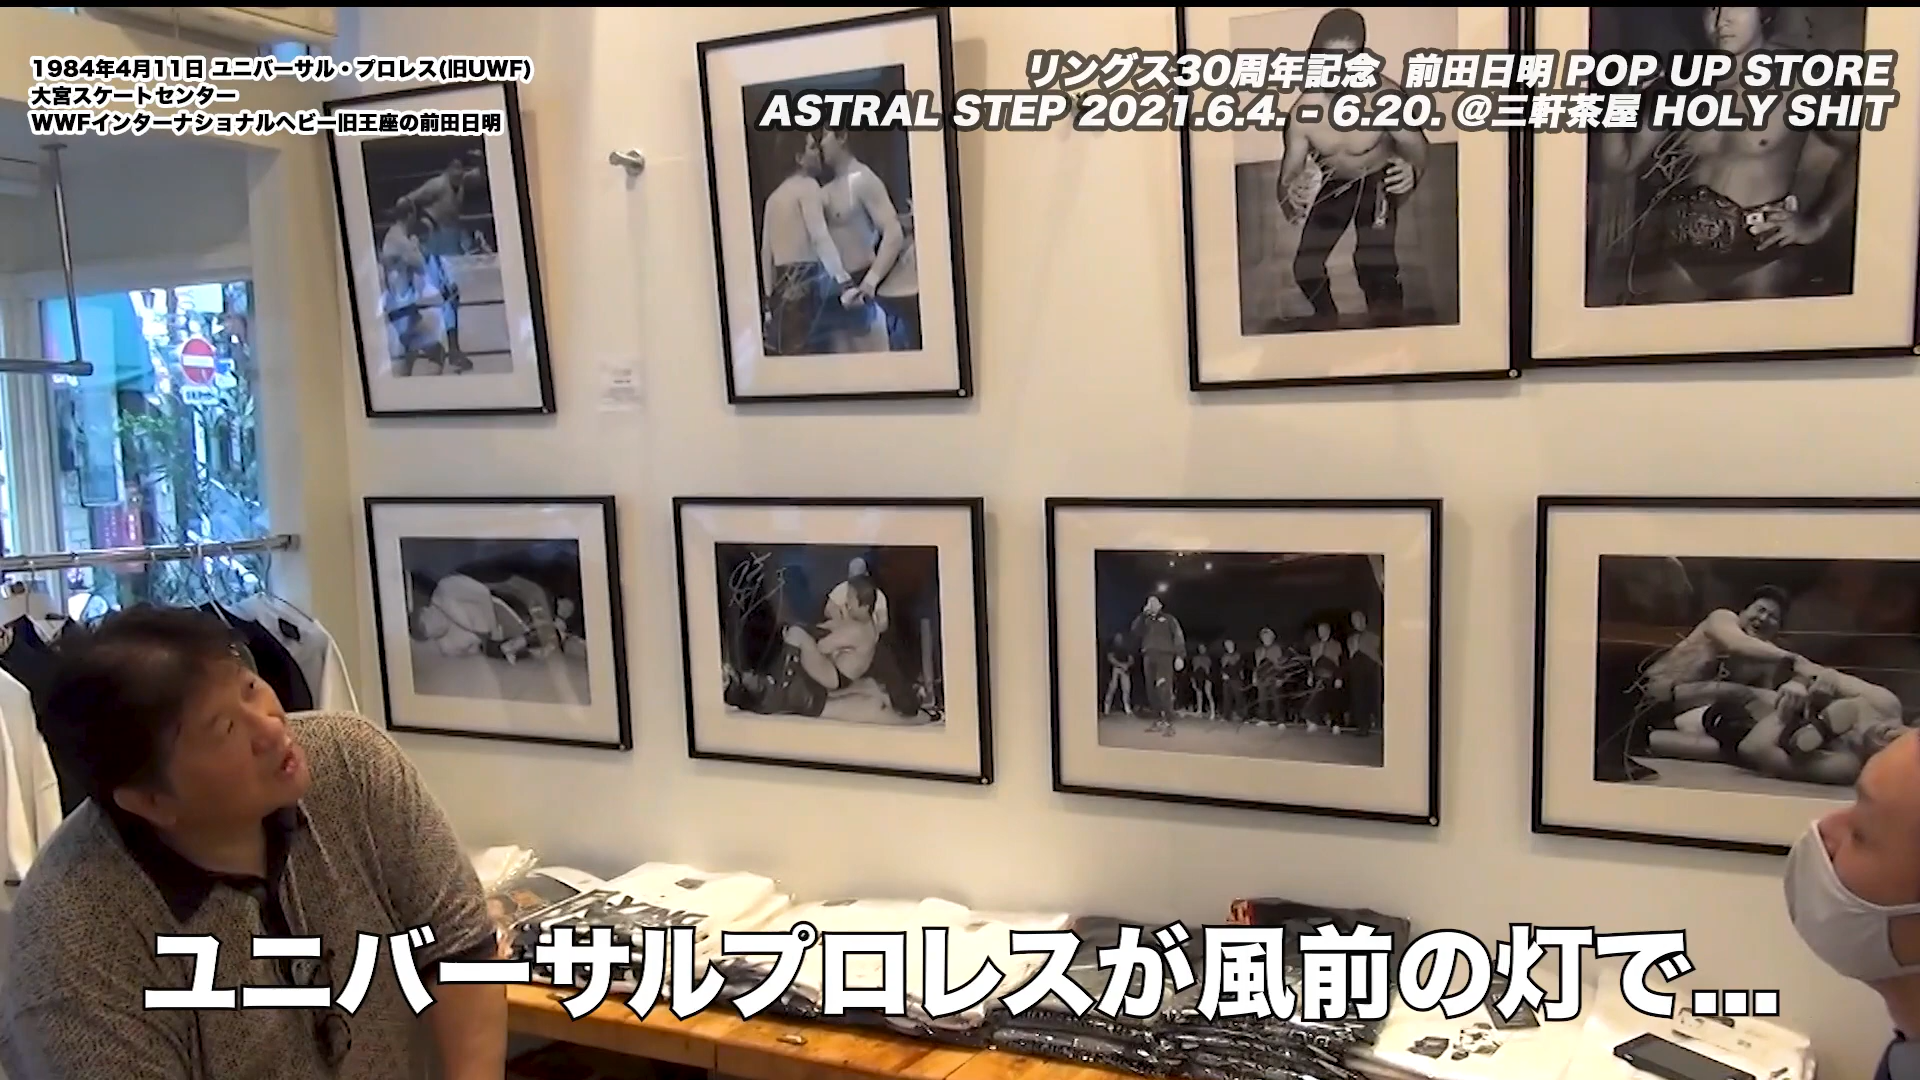 1984年4月11日 ユニバーサル・プロレス(旧UWF)
大宮スケートセンター
WWFインターナショナルヘビー旧王座の前田日明
リングス30周年記念 前田日明 POP UP STORE
ASTRAL STEP 2021.6.4. - 6.20. @三軒茶屋 HOLY SHIT
ユニバーサルプロレスが風前の灯で...